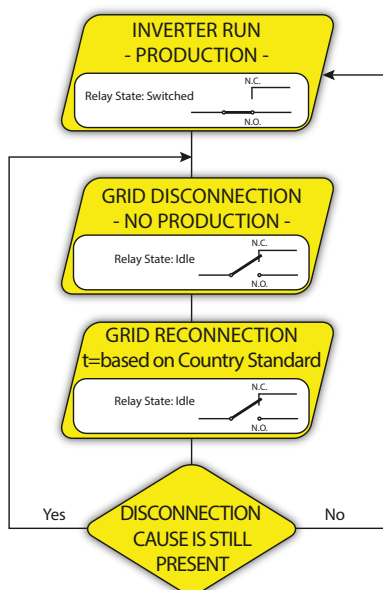 INVERTER RUN
- PRODUCTION -
N.C.
Relay State: Switched
N.O.
GRID DISCONNECTION
- NO PRODUCTION -
N.C.
Relay State: Idle
N.O.
GRID RECONNECTION
t=based on Country Standard
N.C.
Relay State: Idle
N.O.
Yes
No
DISCONNECTION
CAUSE IS STILL
PRESENT